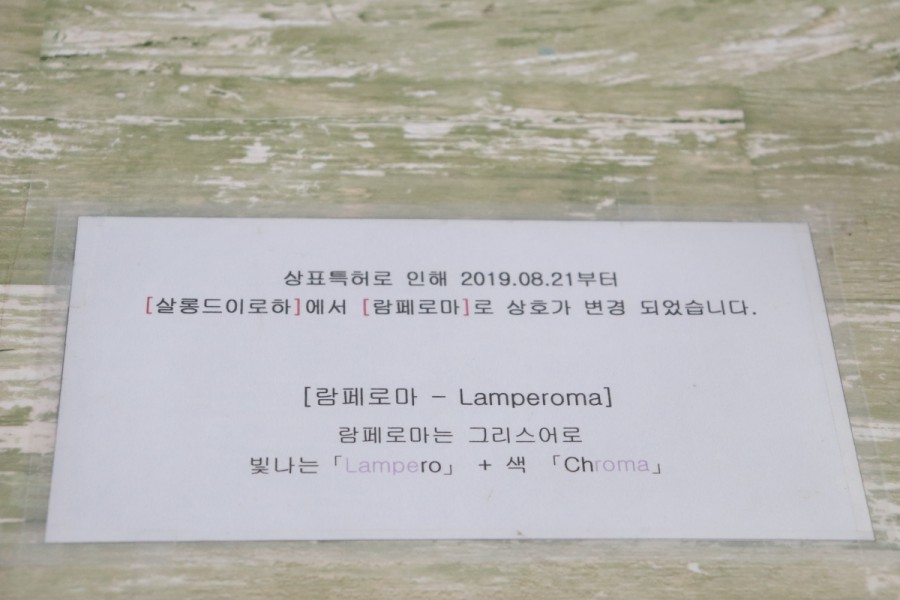 상표특허로 인해 2019.08.21부터
[살롱드이로하]에서 [람페로마]로 상호가 변경 되었습니다.
[람페로마 - Lamperoma]
람페로마는 그리스어로
빛나는「Lampero」 + 색 「Chroma」